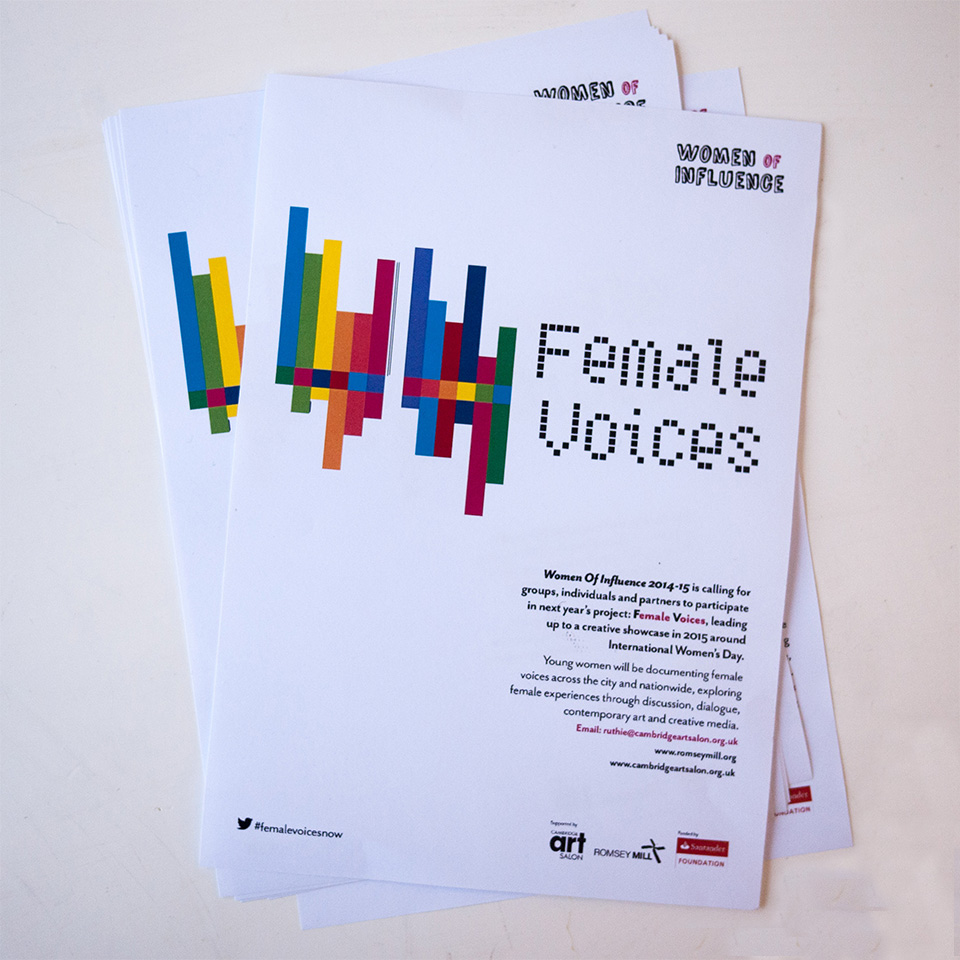 WOMEN OF
WOMEN OF
INFLUENCE
Female
Voices
Women Of Influence 2014-15 is calling for
groups, individuals and partners to participate
in next year's project: Female Voices, leading
up to a creative showcase in 2015 around
International Women's Day.
Young women will be documenting female
voices across the city and nationwide, exploring
female experiences through discussion, dialogue,
contemporary art and creative media.
Email: ruthie@cambridgeartsalon.org.uk
www.romseymill.org
www.cambridgeartsalon.org.uk
#femalevoicesnow
Supported by
CAMBRIDGE
art
SALON
ROMSEY MILL
Funded by
Santander
FOUNDATION